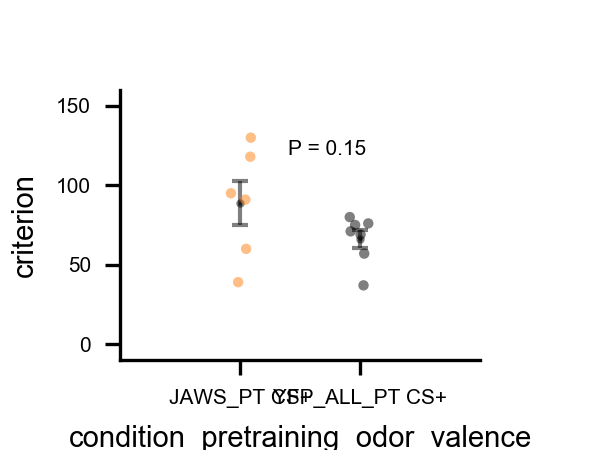 150
P = 0.15
100
criterion
50
0
JAWS_PT CS+ YFP_ALL_PT CS+
condition_pretraining_odor_valence